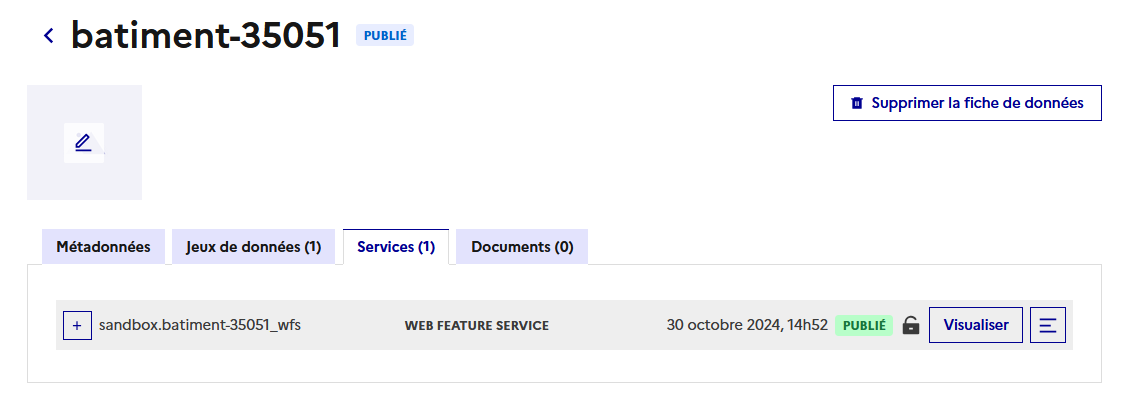 batiment-35051 PUBLIÉ
Supprimer la fiche de données
Métadonnées Jeux de données (1) Services (1) Documents (0)
+ sandbox.batiment-35051_wfs WEB FEATURE SERVICE 30 octobre 2024, 14h52 PUBLIÉ Visualiser